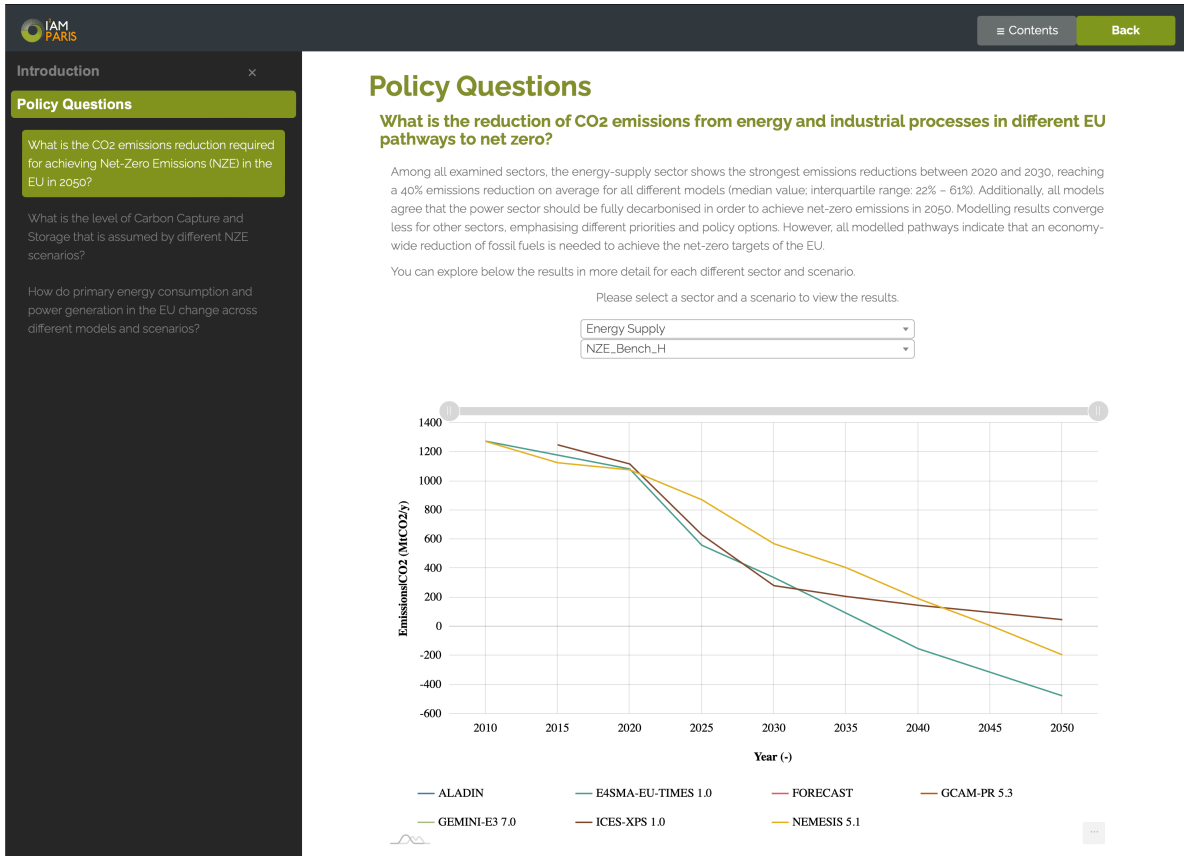 I²AM
PARIS
≡ Contents
Back
Introduction
×
Policy Questions
What is the CO2 emissions reduction required
for achieving Net-Zero Emissions (NZE) in the
EU in 2050?
What is the level of Carbon Capture and
Storage that is assumed by different NZE
scenarios?
How do primary energy consumption and
power generation in the EU change across
different models and scenarios?
Policy Questions
What is the reduction of CO2 emissions from energy and industrial processes in different EU
pathways to net zero?
Among all examined sectors, the energy-supply sector shows the strongest emissions reductions between 2020 and 2030, reaching
a 40% emissions reduction on average for all different models (median value; interquartile range: 22% – 61%). Additionally, all models
agree that the power sector should be fully decarbonised in order to achieve net-zero emissions in 2050. Modelling results converge
less for other sectors, emphasising different priorities and policy options. However, all modelled pathways indicate that an economy-
wide reduction of fossil fuels is needed to achieve the net-zero targets of the EU.
You can explore below the results in more detail for each different sector and scenario.
Please select a sector and a scenario to view the results.
Energy Supply
NZE_Bench_H
1400
1200
1000
800
600
400
200
0
-200
-400
-600
Emissions|CO2 (MtCO2/y)
2010 2015 2020 2025 2030 2035 2040 2045 2050
Year (-)
ALADIN E4SMA-EU-TIMES 1.0 FORECAST GCAM-PR 5.3
GEMINI-E3 7.0 ICES-XPS 1.0 NEMESIS 5.1
...